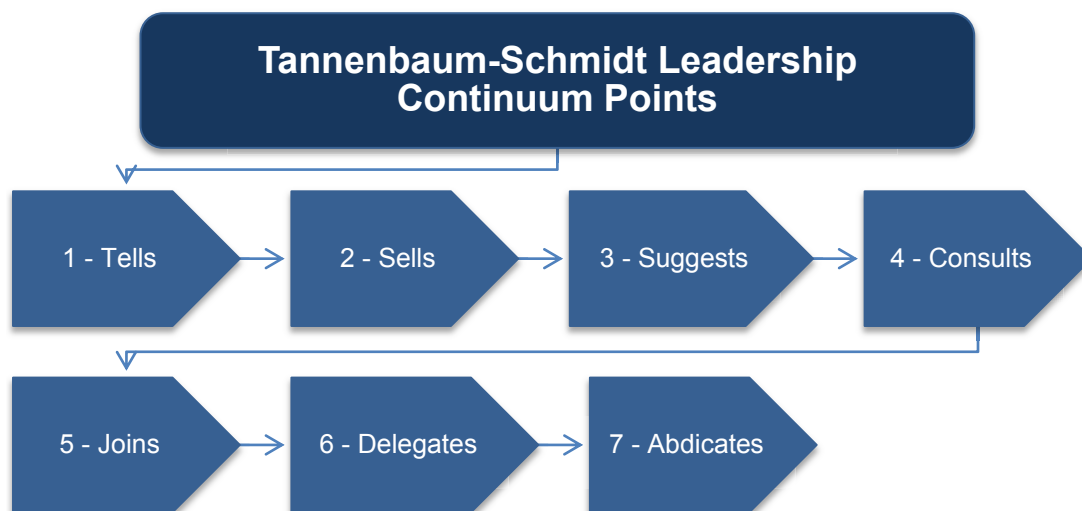 Tannenbaum-Schmidt Leadership
Continuum Points
1 - Tells
2 - Sells
3 - Suggests
4 - Consults
5 - Joins
6 - Delegates
7 - Abdicates